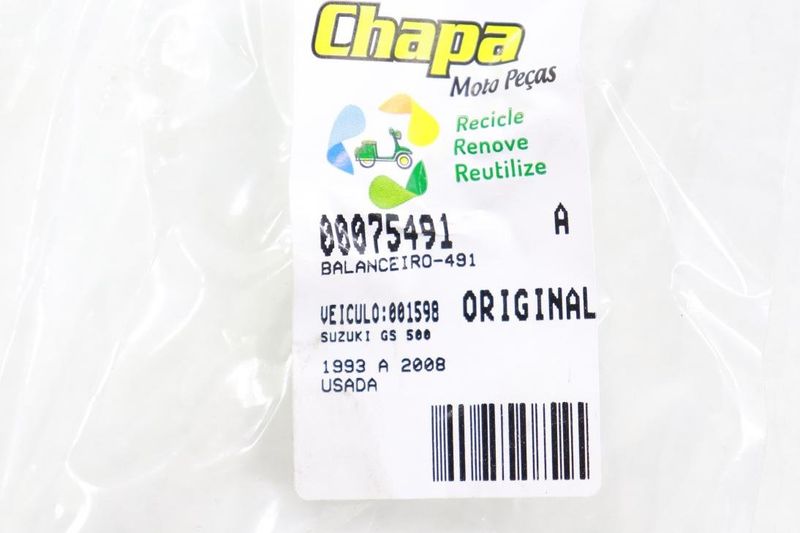 Chapa
Moto Peças
Recicle
Renove
Reutilize
00075491 A
BALANCEIRO-491
VEICULO:001598 ORIGINAL
SUZUKI GS 500
1993 A 2008
USADA